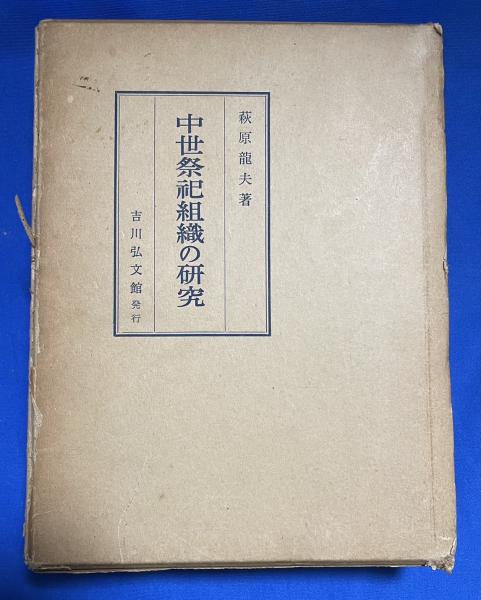 萩原龍夫著
中世祭祀組織の研究
吉川弘文館発行